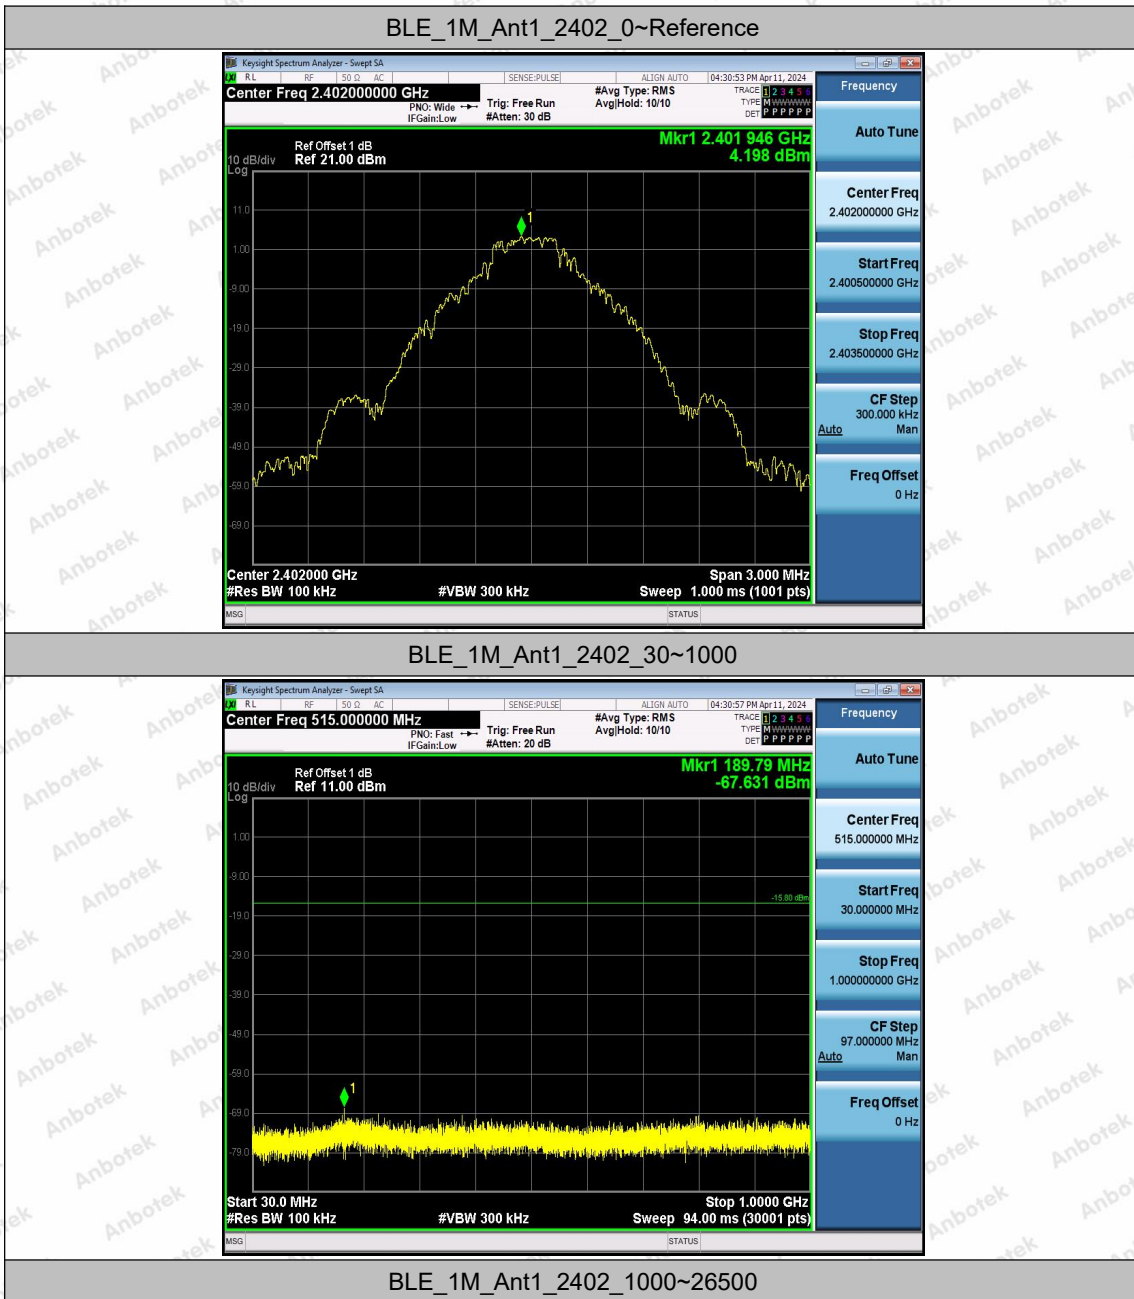 BLE_1M_Ant1_2402_0~Reference
Keysight Spectrum Analyzer - Swept SA
LXI RL RF 50 Ω AC SENSE:PULSE ALIGN AUTO 04:30:53 PM Apr 11, 2024
Center Freq 2.402000000 GHz
PNO: Wide
IFGain:Low
Trig: Free Run
#Atten: 30 dB
#Avg Type: RMS
Avg|Hold: 10/10
TRACE 1 2 3 4 5 6
TYPE M W W W W W
DET P P P P P P
Frequency
Auto Tune
Mkr1 2.401 946 GHz
4.198 dBm
Ref Offset 1 dB
10 dB/div Ref 21.00 dBm
Log
11.0
1.00
-9.00
-19.0
-29.0
-39.0
-49.0
-59.0
-69.0
1
Center Freq
2.402000000 GHz
Start Freq
2.400500000 GHz
Stop Freq
2.403500000 GHz
CF Step
300.000 kHz
Auto Man
Freq Offset
0 Hz
Center 2.402000 GHz Span 3.000 MHz
#Res BW 100 kHz #VBW 300 kHz Sweep 1.000 ms (1001 pts)
MSG STATUS
BLE_1M_Ant1_2402_30~1000
Keysight Spectrum Analyzer - Swept SA
LXI RL RF 50 Ω AC SENSE:PULSE ALIGN AUTO 04:30:57 PM Apr 11, 2024
Center Freq 515.000000 MHz
PNO: Fast
IFGain:Low
Trig: Free Run
#Atten: 20 dB
#Avg Type: RMS
Avg|Hold: 10/10
TRACE 1 2 3 4 5 6
TYPE M W W W W W
DET P P P P P P
Frequency
Auto Tune
Mkr1 189.79 MHz
-67.631 dBm
Ref Offset 1 dB
10 dB/div Ref 11.00 dBm
Log
1.00
-9.00
-15.80 dBm
-19.0
-29.0
-39.0
-49.0
-59.0
-69.0
-79.0
1
Center Freq
515.000000 MHz
Start Freq
30.000000 MHz
Stop Freq
1.000000000 GHz
CF Step
97.000000 MHz
Auto Man
Freq Offset
0 Hz
Start 30.0 MHz Stop 1.0000 GHz
#Res BW 100 kHz #VBW 300 kHz Sweep 94.00 ms (30001 pts)
MSG STATUS
BLE_1M_Ant1_2402_1000~26500
Anbotek